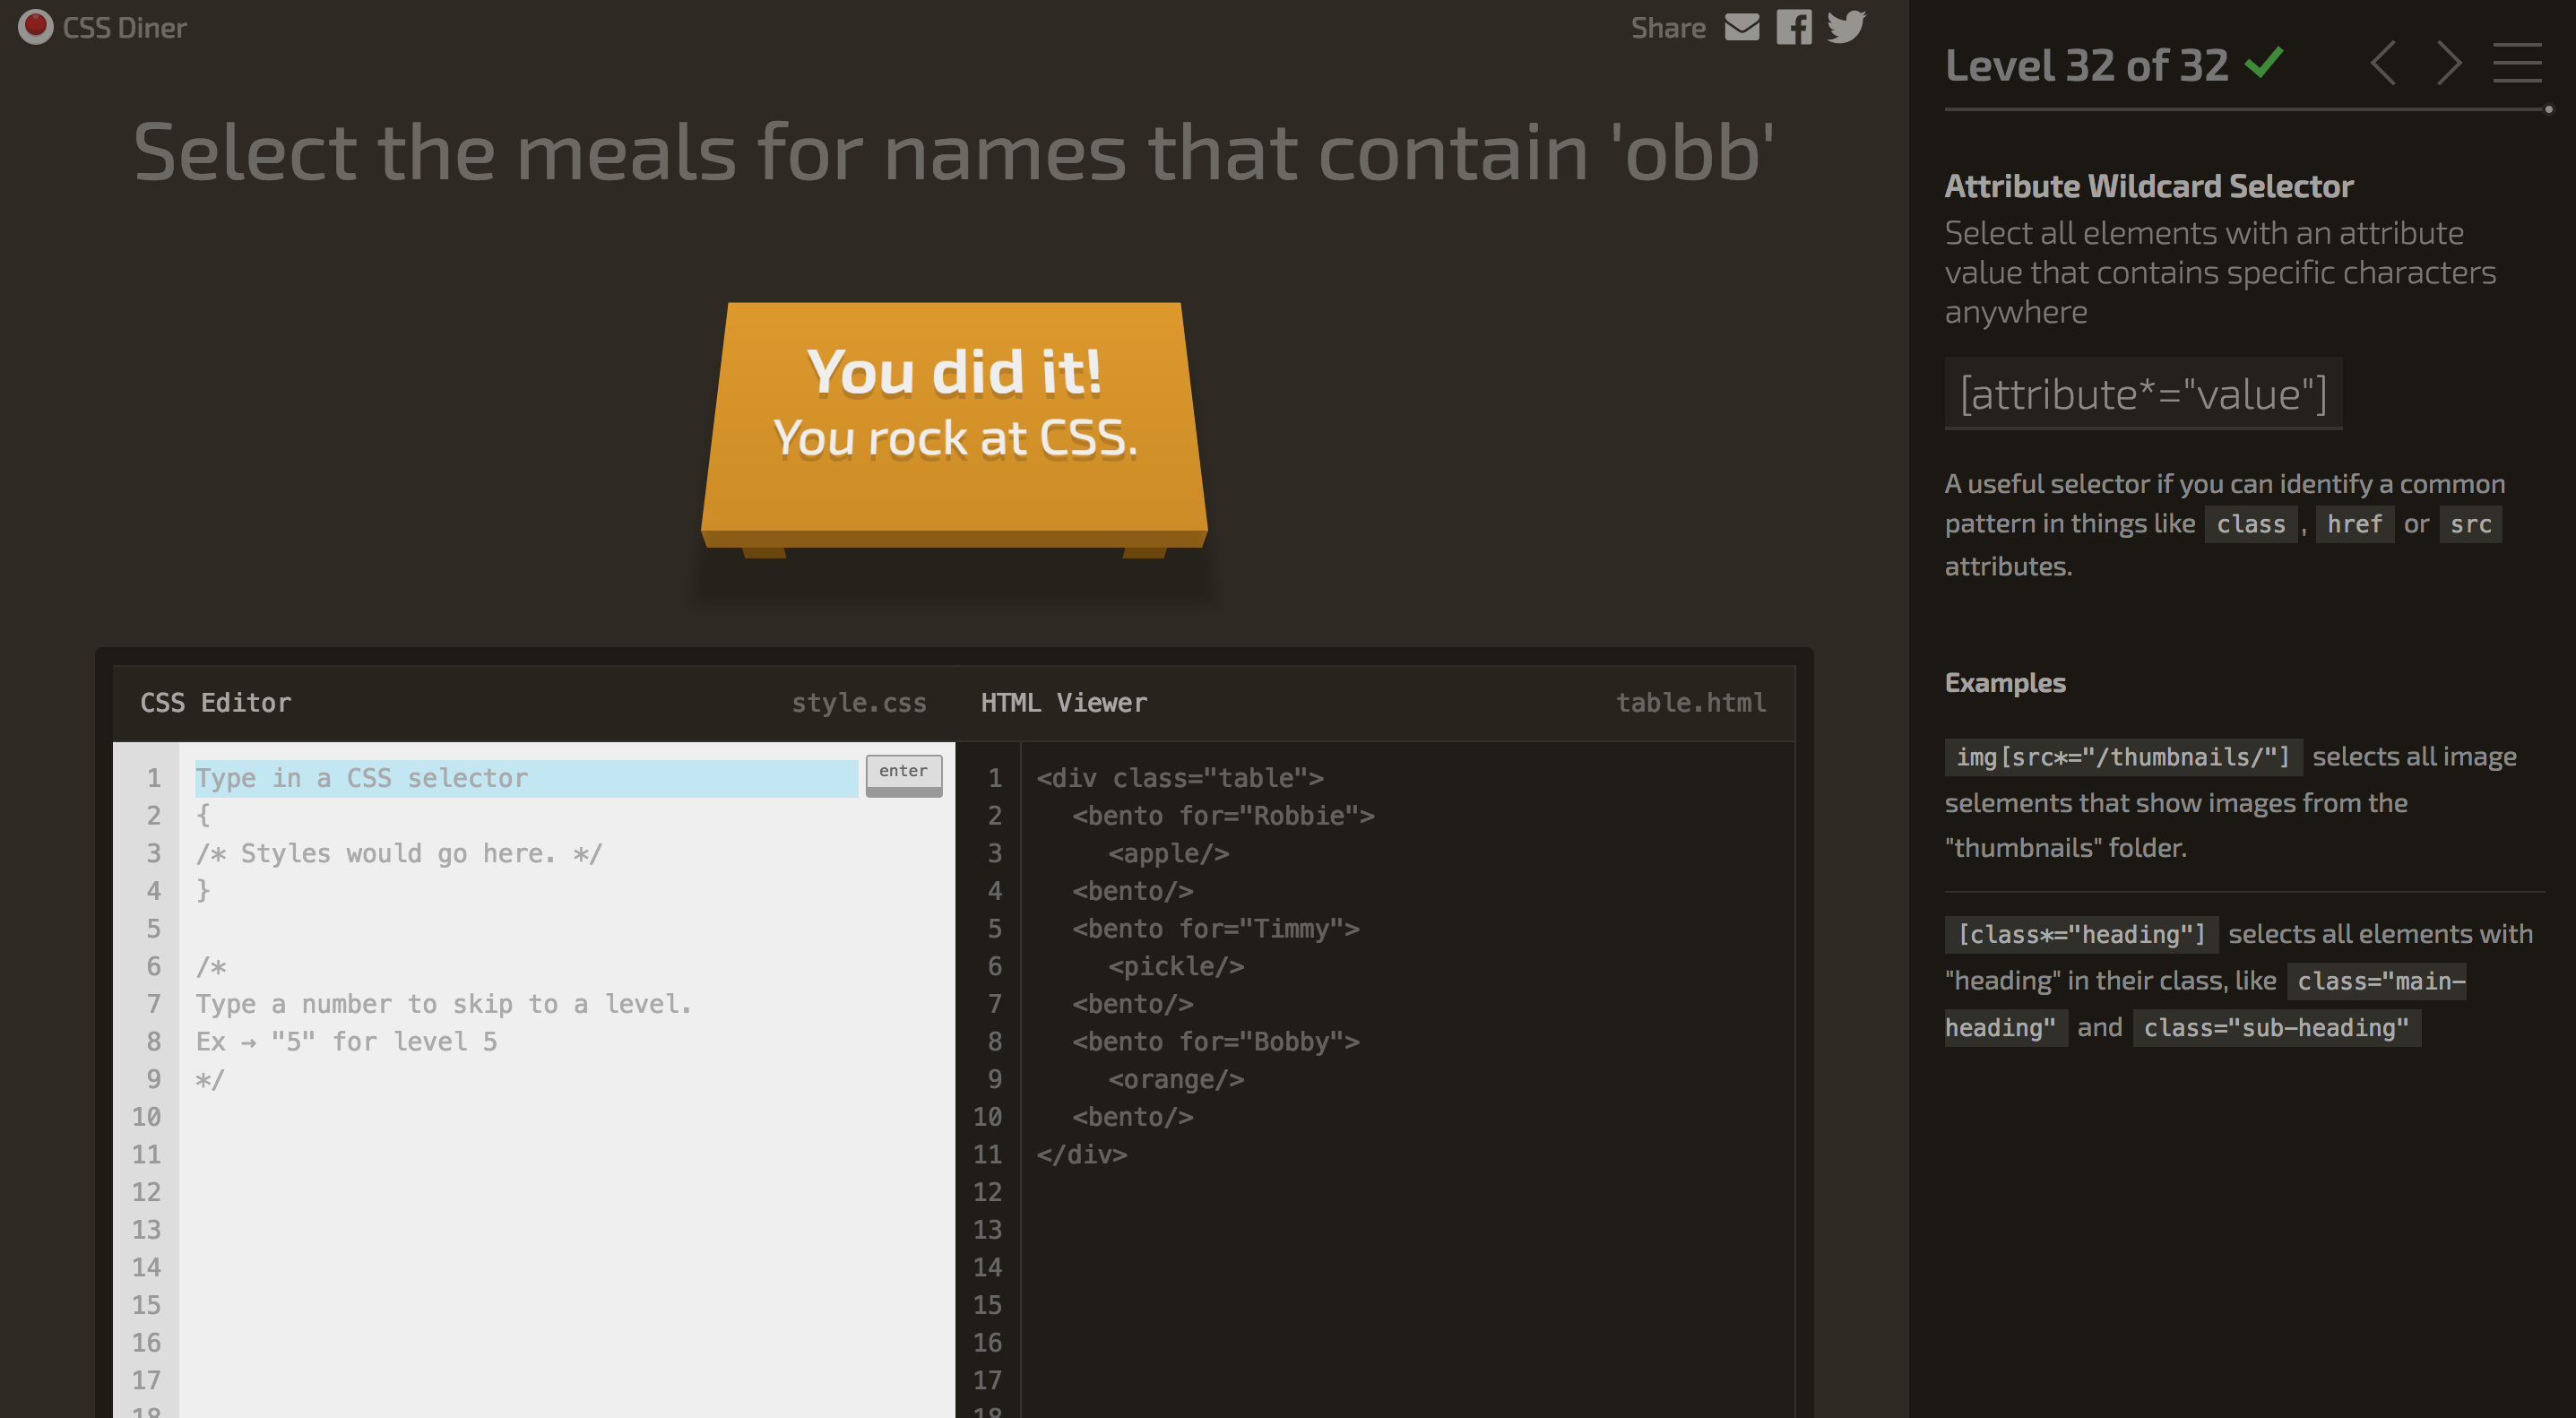 CSS Diner
Share
Select the meals for names that contain 'obb'
You did it!
You rock at CSS.
CSS Editor
style.css
HTML Viewer
table.html
1 Type in a CSS selector
enter
2 {
3 /* Styles would go here. */
4 }
5
6 /*
7 Type a number to skip to a level.
8 Ex → "5" for level 5
9 */
10
11
12
13
14
15
16
17
18
1 <div class="table">
2 <bento for="Robbie">
3 <apple/>
4 <bento/>
5 <bento for="Timmy">
6 <pickle/>
7 <bento/>
8 <bento for="Bobby">
9 <orange/>
10 <bento/>
11 </div>
12
13
14
15
16
17
18
Level 32 of 32
Attribute Wildcard Selector
Select all elements with an attribute
value that contains specific characters
anywhere
[attribute*="value"]
A useful selector if you can identify a common
pattern in things like class , href or src
attributes.
Examples
img[src*="/thumbnails/"] selects all image
selements that show images from the
"thumbnails" folder.
[class*="heading"] selects all elements with
"heading" in their class, like class="main-
heading" and class="sub-heading"